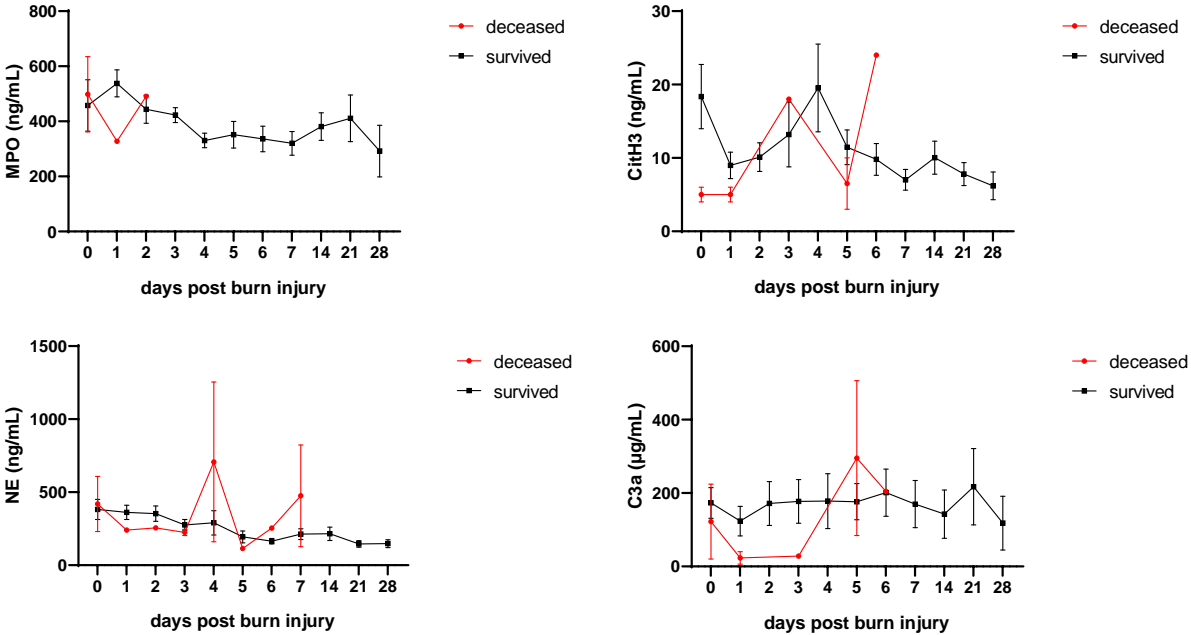 800
600
400
200
0
MPO (ng/mL)
0 1 2 3 4 5 6 7 14 21 28
days post burn injury
deceased
survived
30
20
10
0
CitH3 (ng/mL)
0 1 2 3 4 5 6 7 14 21 28
days post burn injury
deceased
survived
1500
1000
500
0
NE (ng/mL)
0 1 2 3 4 5 6 7 14 21 28
days post burn injury
deceased
survived
600
400
200
0
C3a (µg/mL)
0 1 2 3 4 5 6 7 14 21 28
days post burn injury
deceased
survived